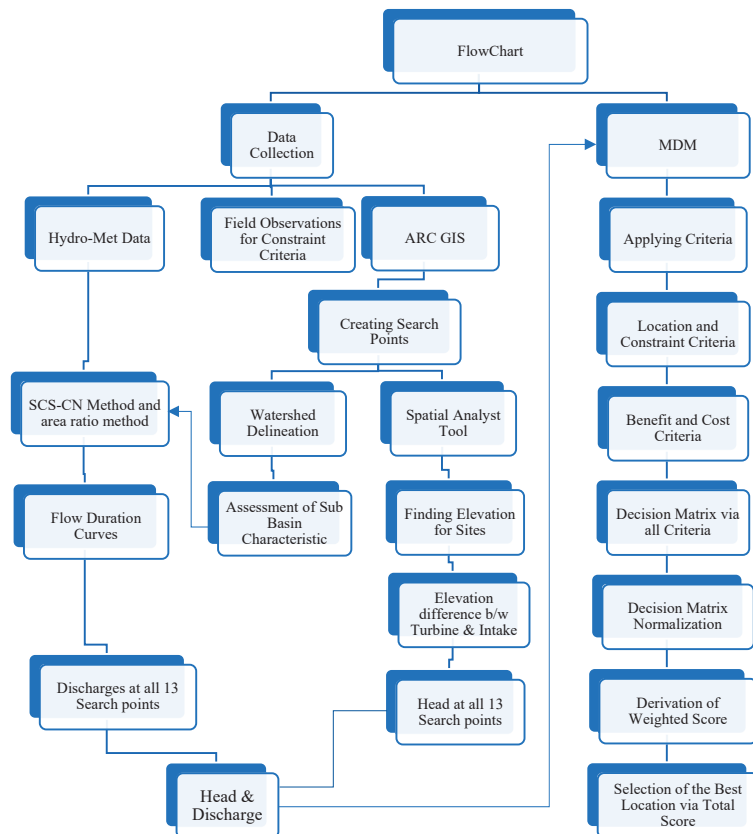 FlowChart
Data
Collection
MDM
Hydro-Met Data
Field Observations
for Constraint
Criteria
ARC GIS
Applying Criteria
Creating Search
Points
Location and
Constraint Criteria
SCS-CN Method and
area ratio method
Watershed
Delineation
Spatial Analyst
Tool
Benefit and Cost
Criteria
Flow Duration
Curves
Assessment of Sub
Basin
Characteristic
Finding Elevation
for Sites
Decision Matrix via
all Criteria
Elevation
difference b/w
Turbine & Intake
Decision Matrix
Normalization
Discharges at all 13
Search points
Head at all 13
Search points
Derivation of
Weighted Score
Head &
Discharge
Selection of the Best
Location via Total
Score